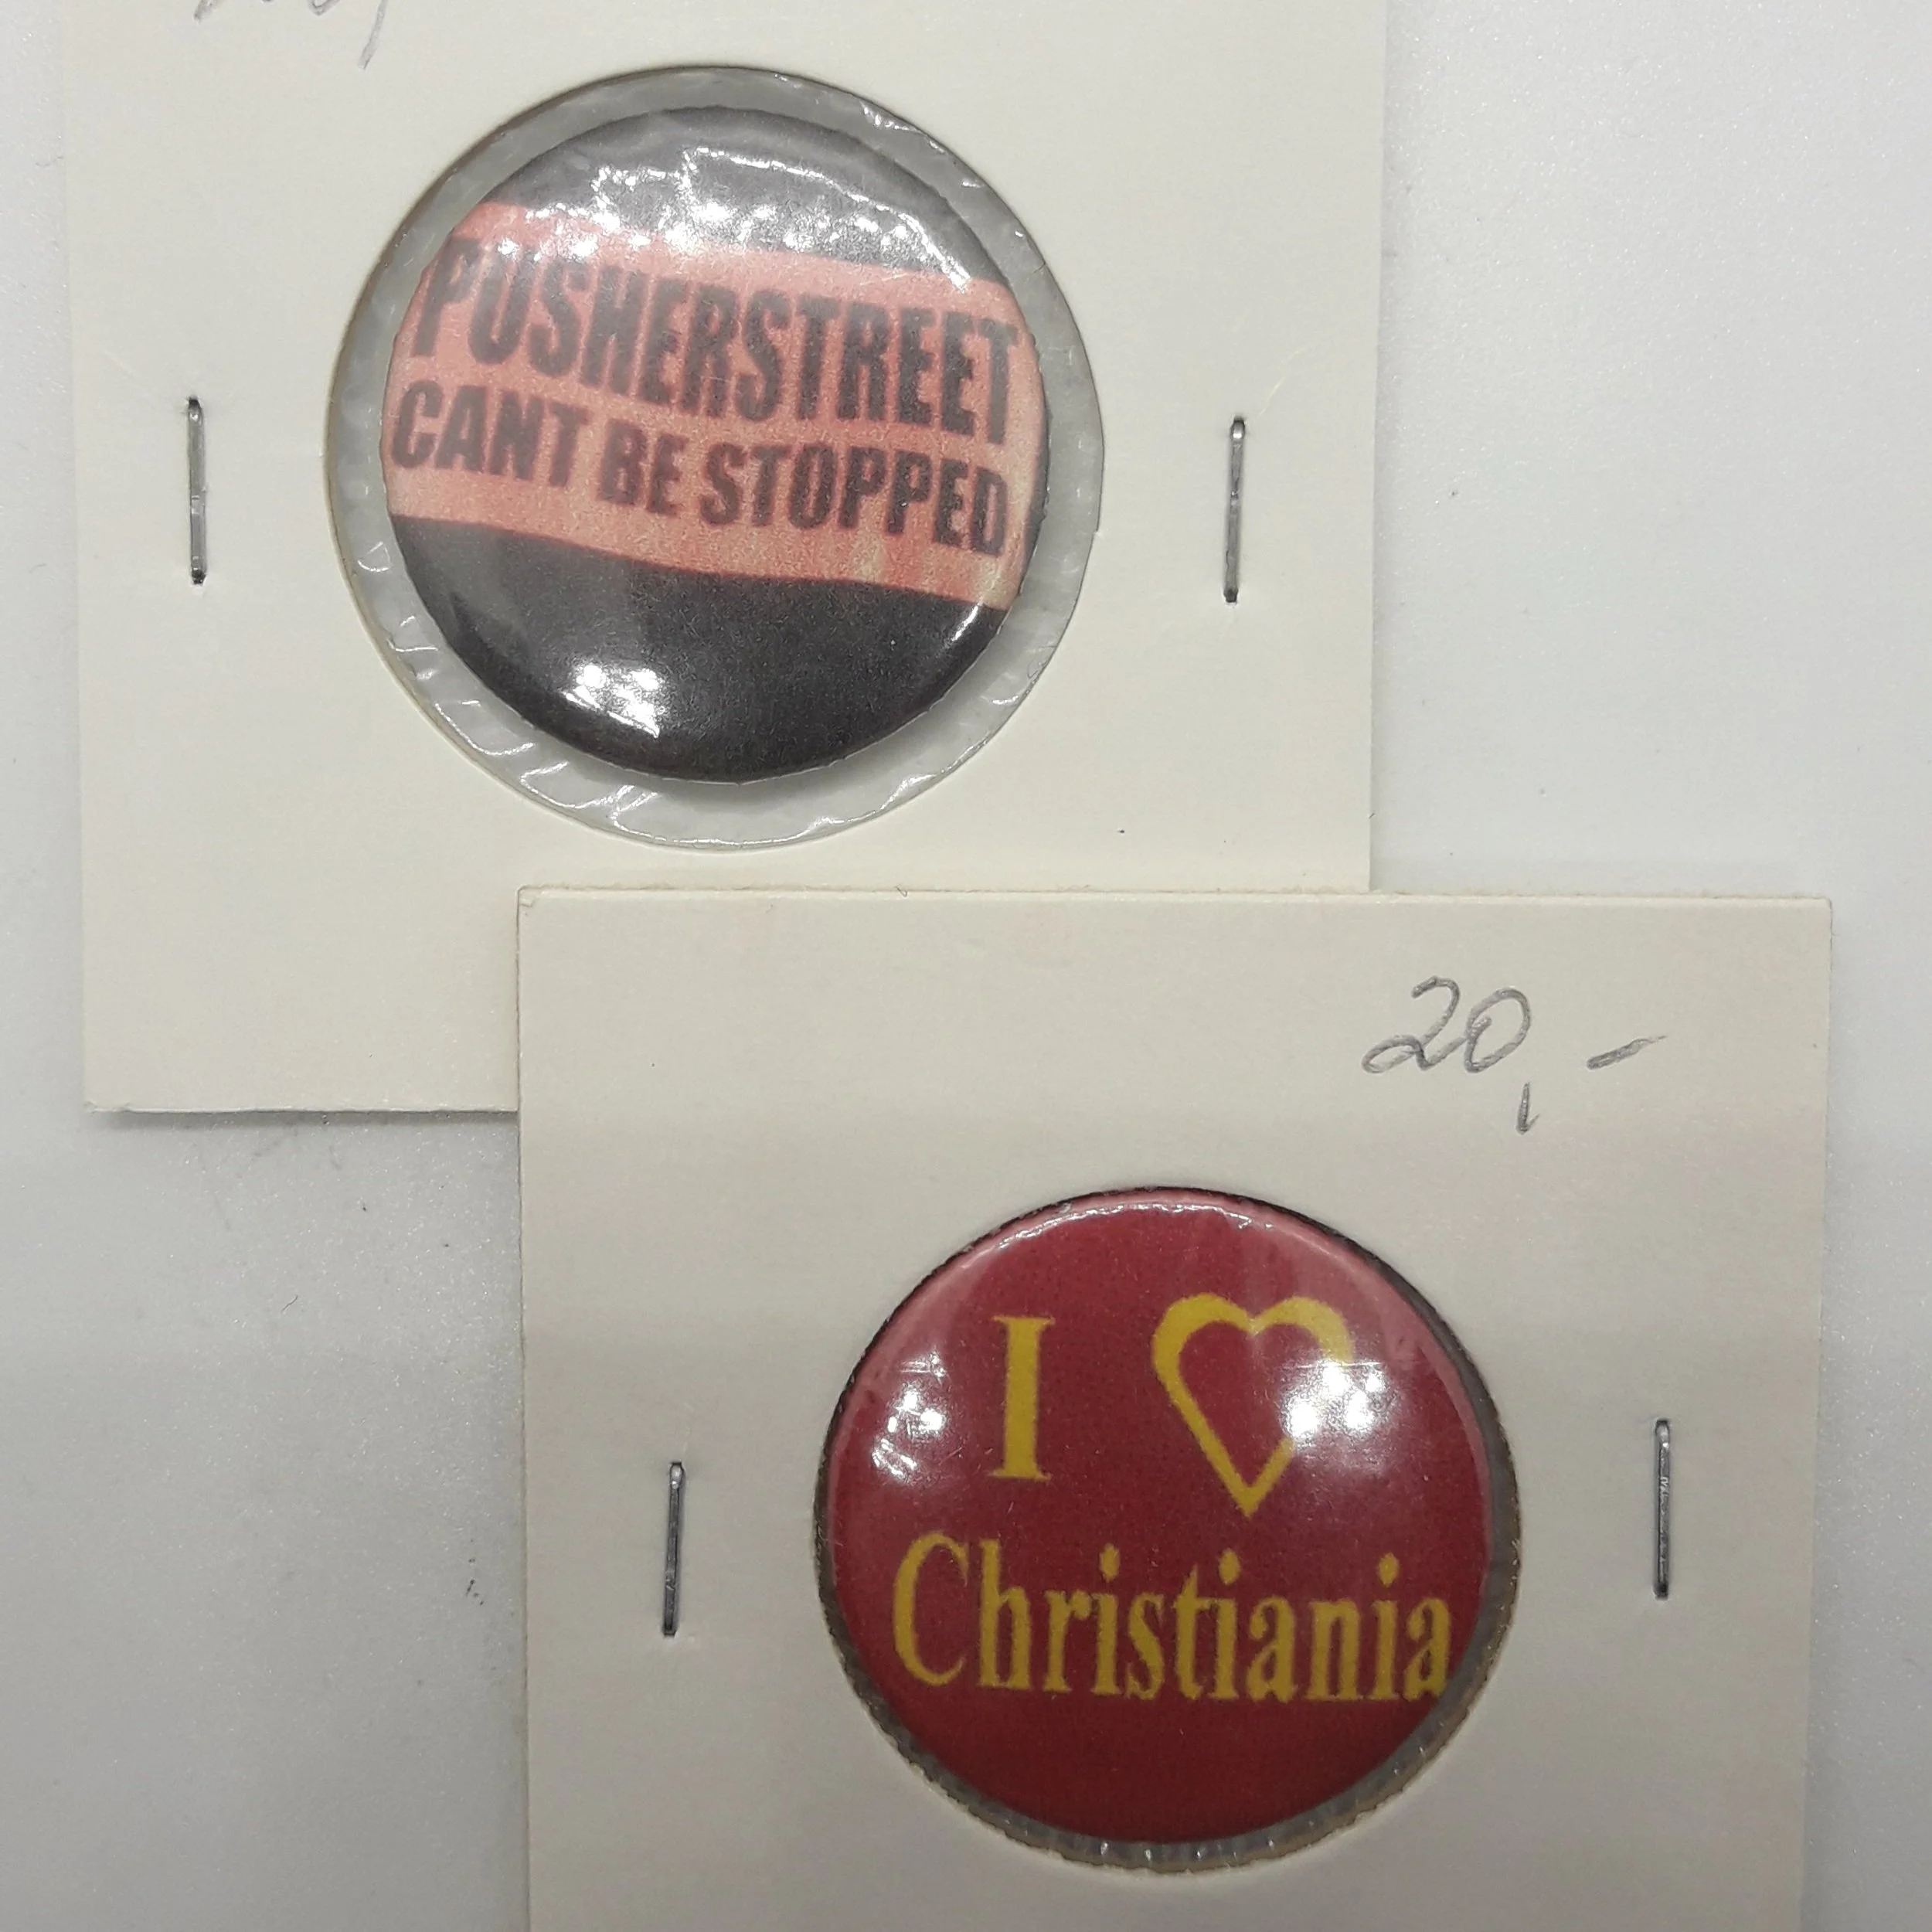 PUSHERSTREET
CANT BE STOPPED
20,-
I
Christiania